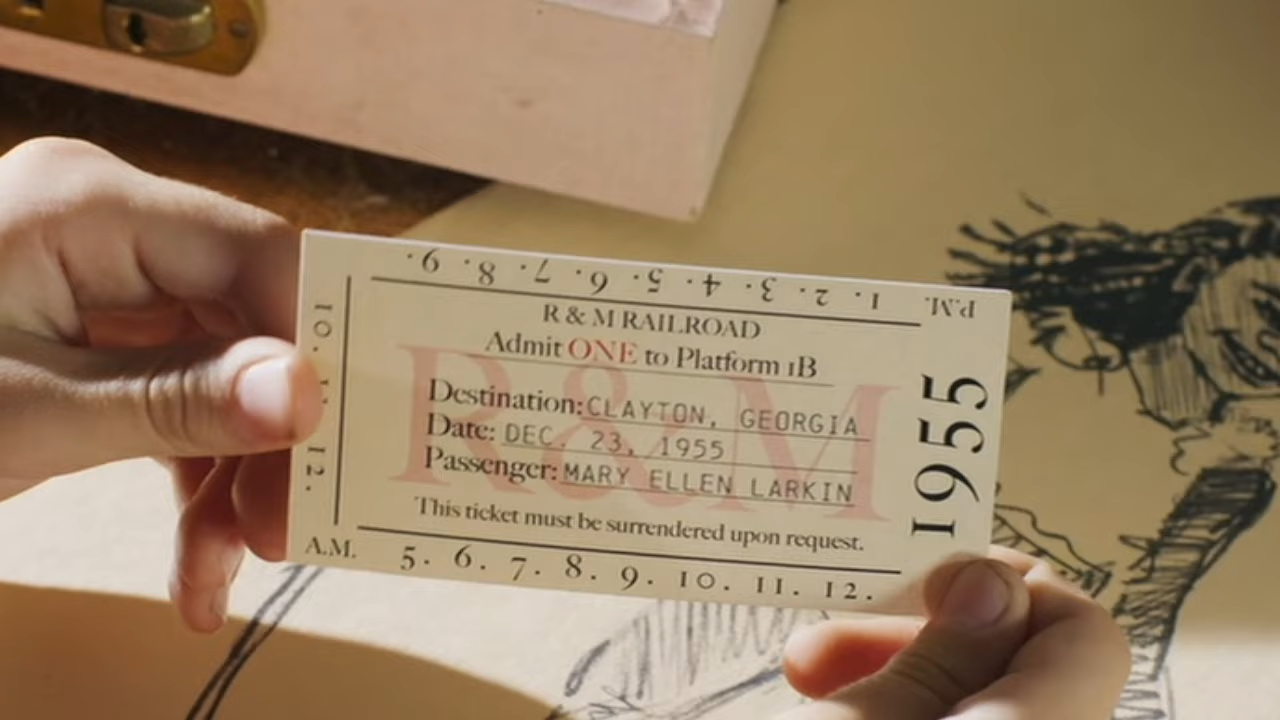 9. 8. 7. 6. 5. 4. 3. 2. 1. P.M.
R & M RAILROAD
Admit ONE to Platform 1B
Destination: CLAYTON, GEORGIA
Date: DEC. 23, 1955
Passenger: MARY ELLEN LARKIN
This ticket must be surrendered upon request.
A.M. 5. 6. 7. 8. 9. 10. 11. 12.
10.
12.
1955
R&M